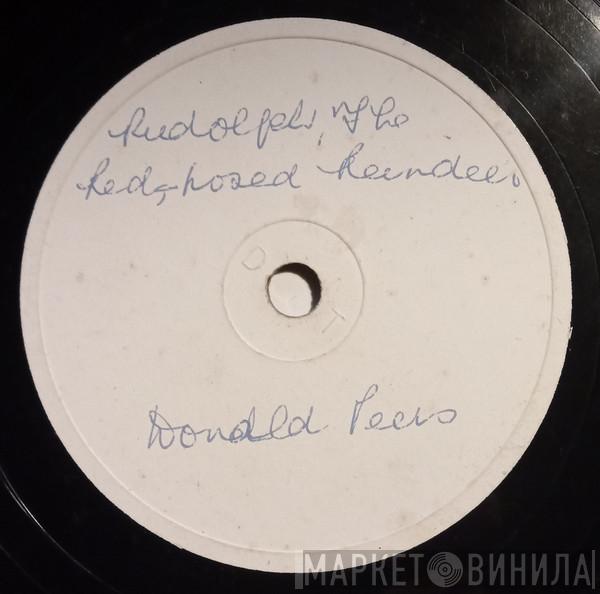 Rudolph, The
Red-nosed Reindeer
D T
Donald Peers
МАРКЕТ ВИНИЛА